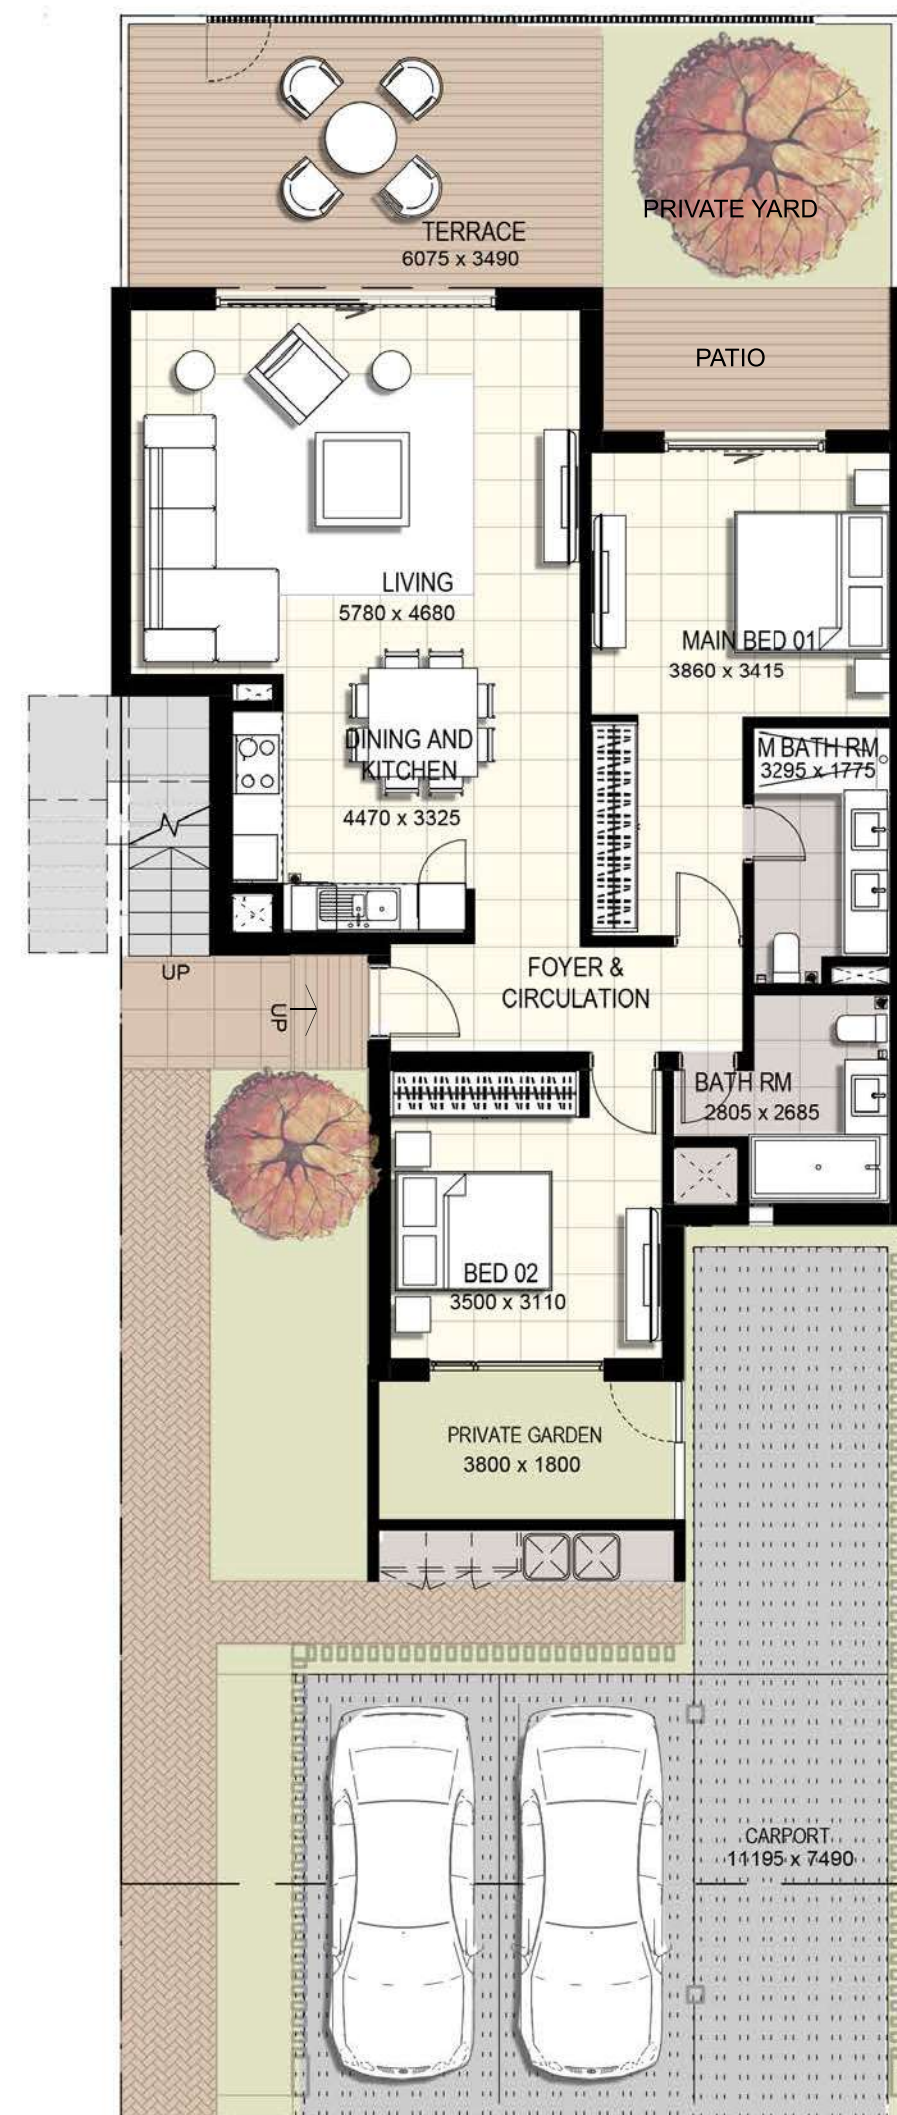 TERRACE
6075 x 3490
PRIVATE YARD
PATIO
LIVING
5780 x 4680
MAIN BED 01
3860 x 3415
DINING AND
KITCHEN
4470 x 3325
M BATH RM
3295 x 1775
UP
UP
FOYER &
CIRCULATION
BATH RM
2805 x 2685
BED 02
3500 x 3110
PRIVATE GARDEN
3800 x 1800
CARPORT
11195 x 7490